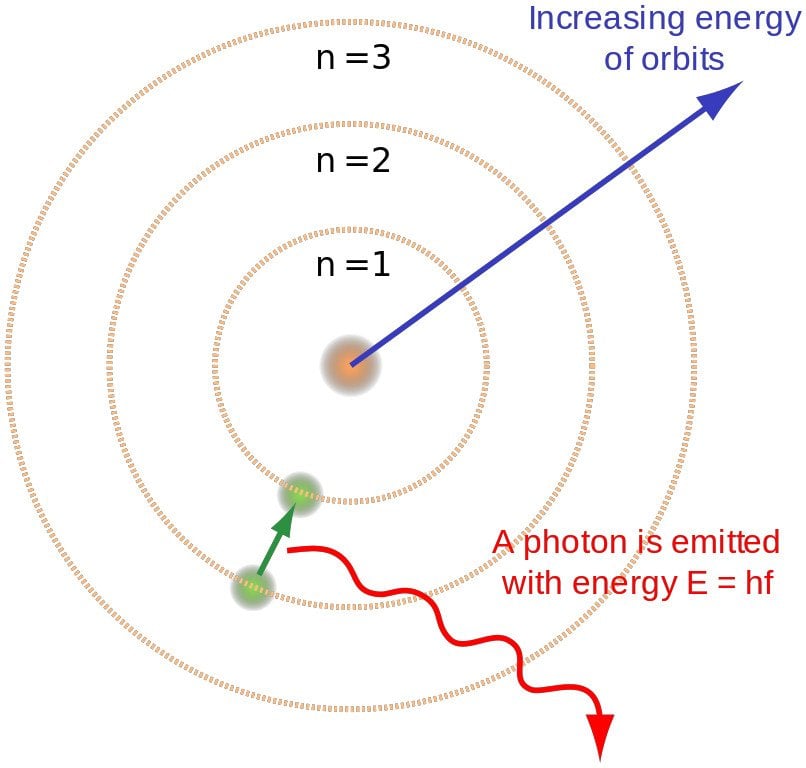 Increasing energy
of orbits
n =3
n =2
n =1
A photon is emitted
with energy E = hf